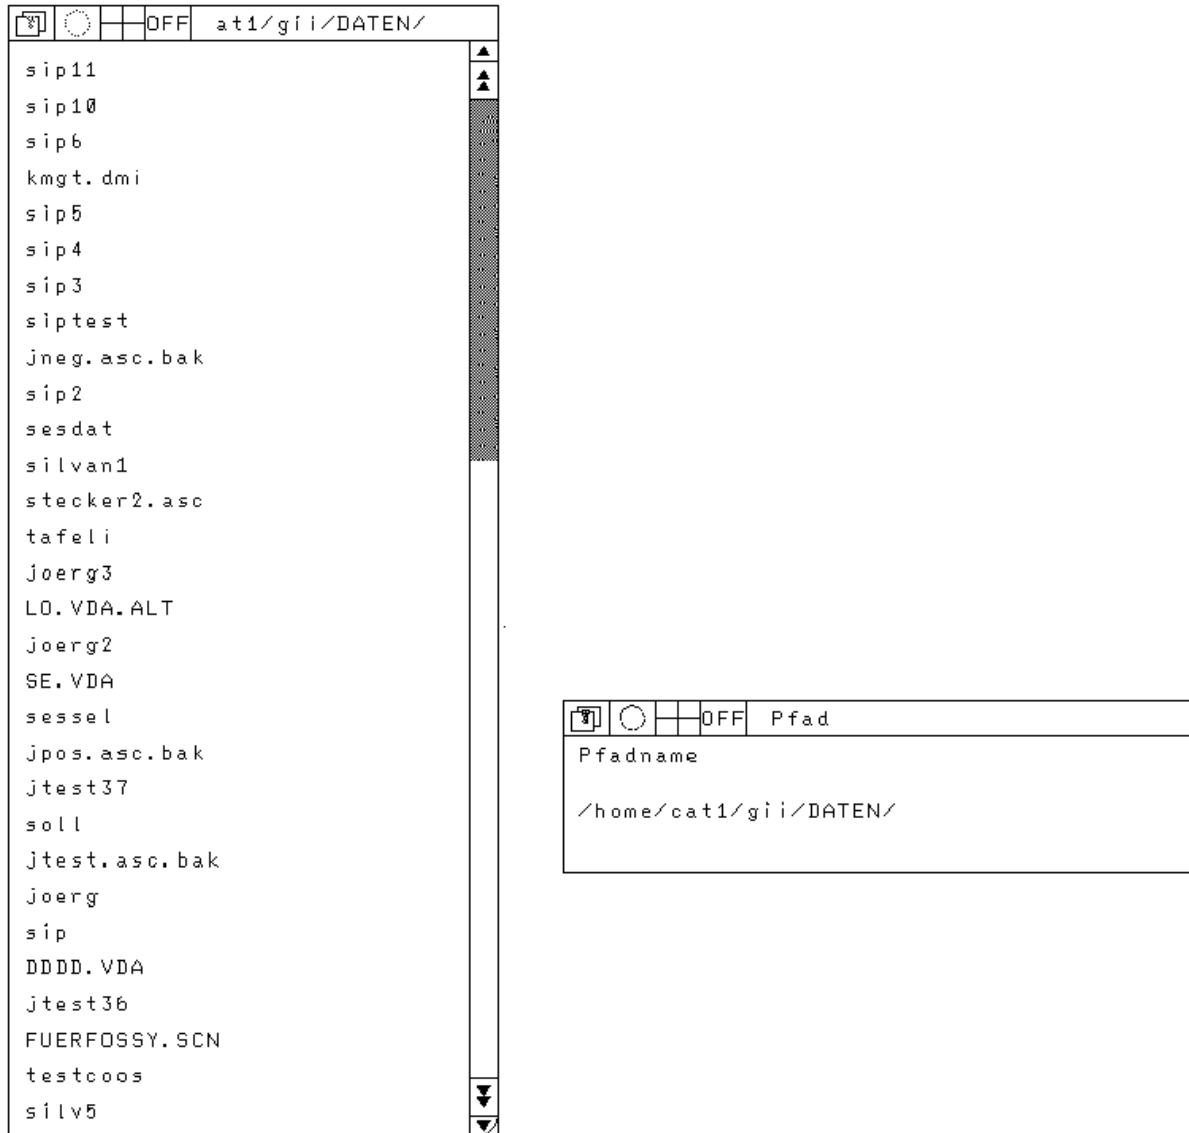 OFF at1/gii/DATEN/
sip11
sip10
sip6
kmgt.dmi
sip5
sip4
sip3
siptest
jneg.asc.bak
sip2
sesdat
silvan1
stecker2.asc
tafeli
joerg3
LO.VDA.ALT
joerg2
SE.VDA
sessel
jpos.asc.bak
jtest37
soll
jtest.asc.bak
joerg
sip
DDDD.VDA
jtest36
FUERFOSSY.SCN
testcoos
silv5
OFF Pfad
Pfadname
/home/cat1/gii/DATEN/